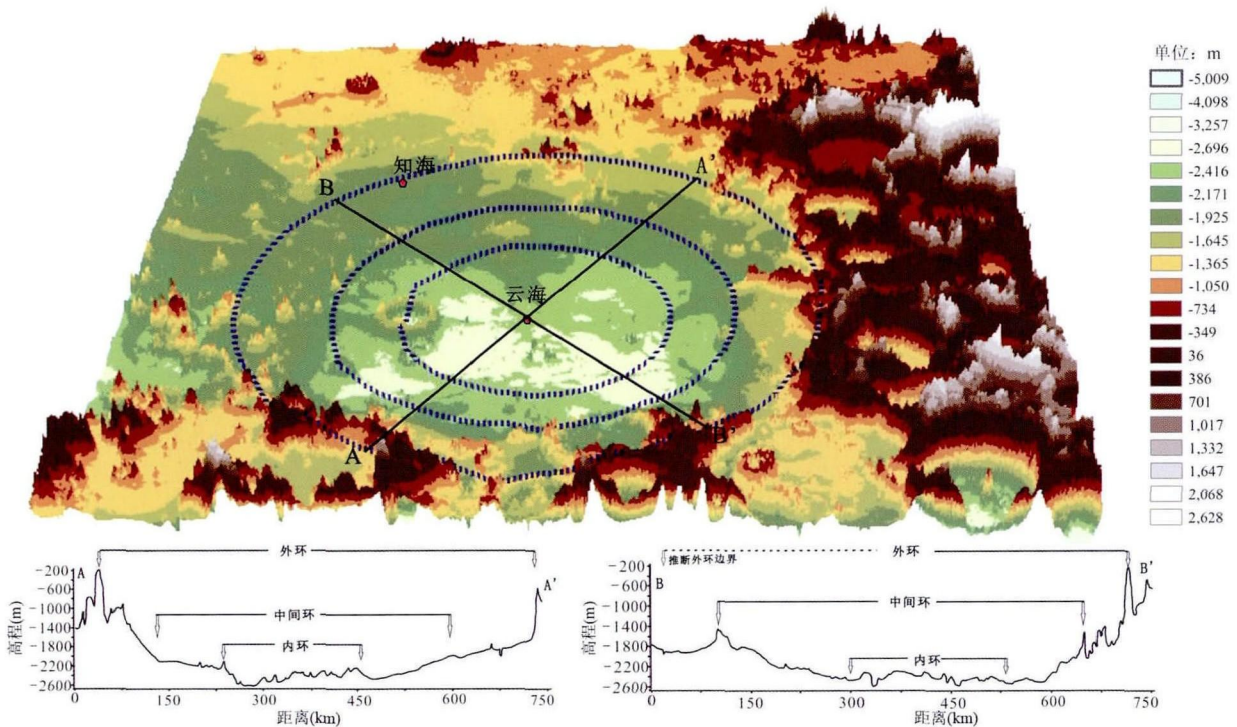 单位：m
-5,009
-4,098
-3,257
-2,696
-2,416
-2,171
-1,925
-1,645
-1,365
-1,050
-734
-349
36
386
701
1,017
1,332
1,647
2,068
2,628
知海
B
A'
云海
A
B'
外环
A
A'
中间环
内环
高程(m)
-200
-600
-1000
-1400
-1800
-2200
-2600
0
150
300
450
600
750
距离(km)
外环
推断外环边界
B
B'
中间环
内环
高程(m)
-200
-600
-1000
-1400
-1800
-2200
-2600
0
150
300
450
600
750
距离(km)